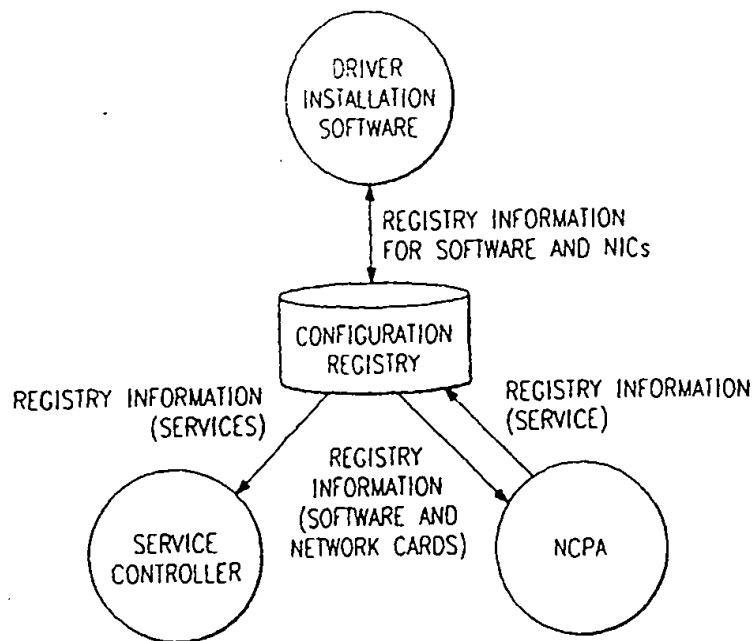 DRIVER
INSTALLATION
SOFTWARE
REGISTRY INFORMATION
FOR SOFTWARE AND NICs
CONFIGURATION
REGISTRY
REGISTRY INFORMATION
(SERVICES)
REGISTRY INFORMATION
(SERVICE)
REGISTRY
INFORMATION
(SOFTWARE AND
NETWORK CARDS)
SERVICE
CONTROLLER
NCPA